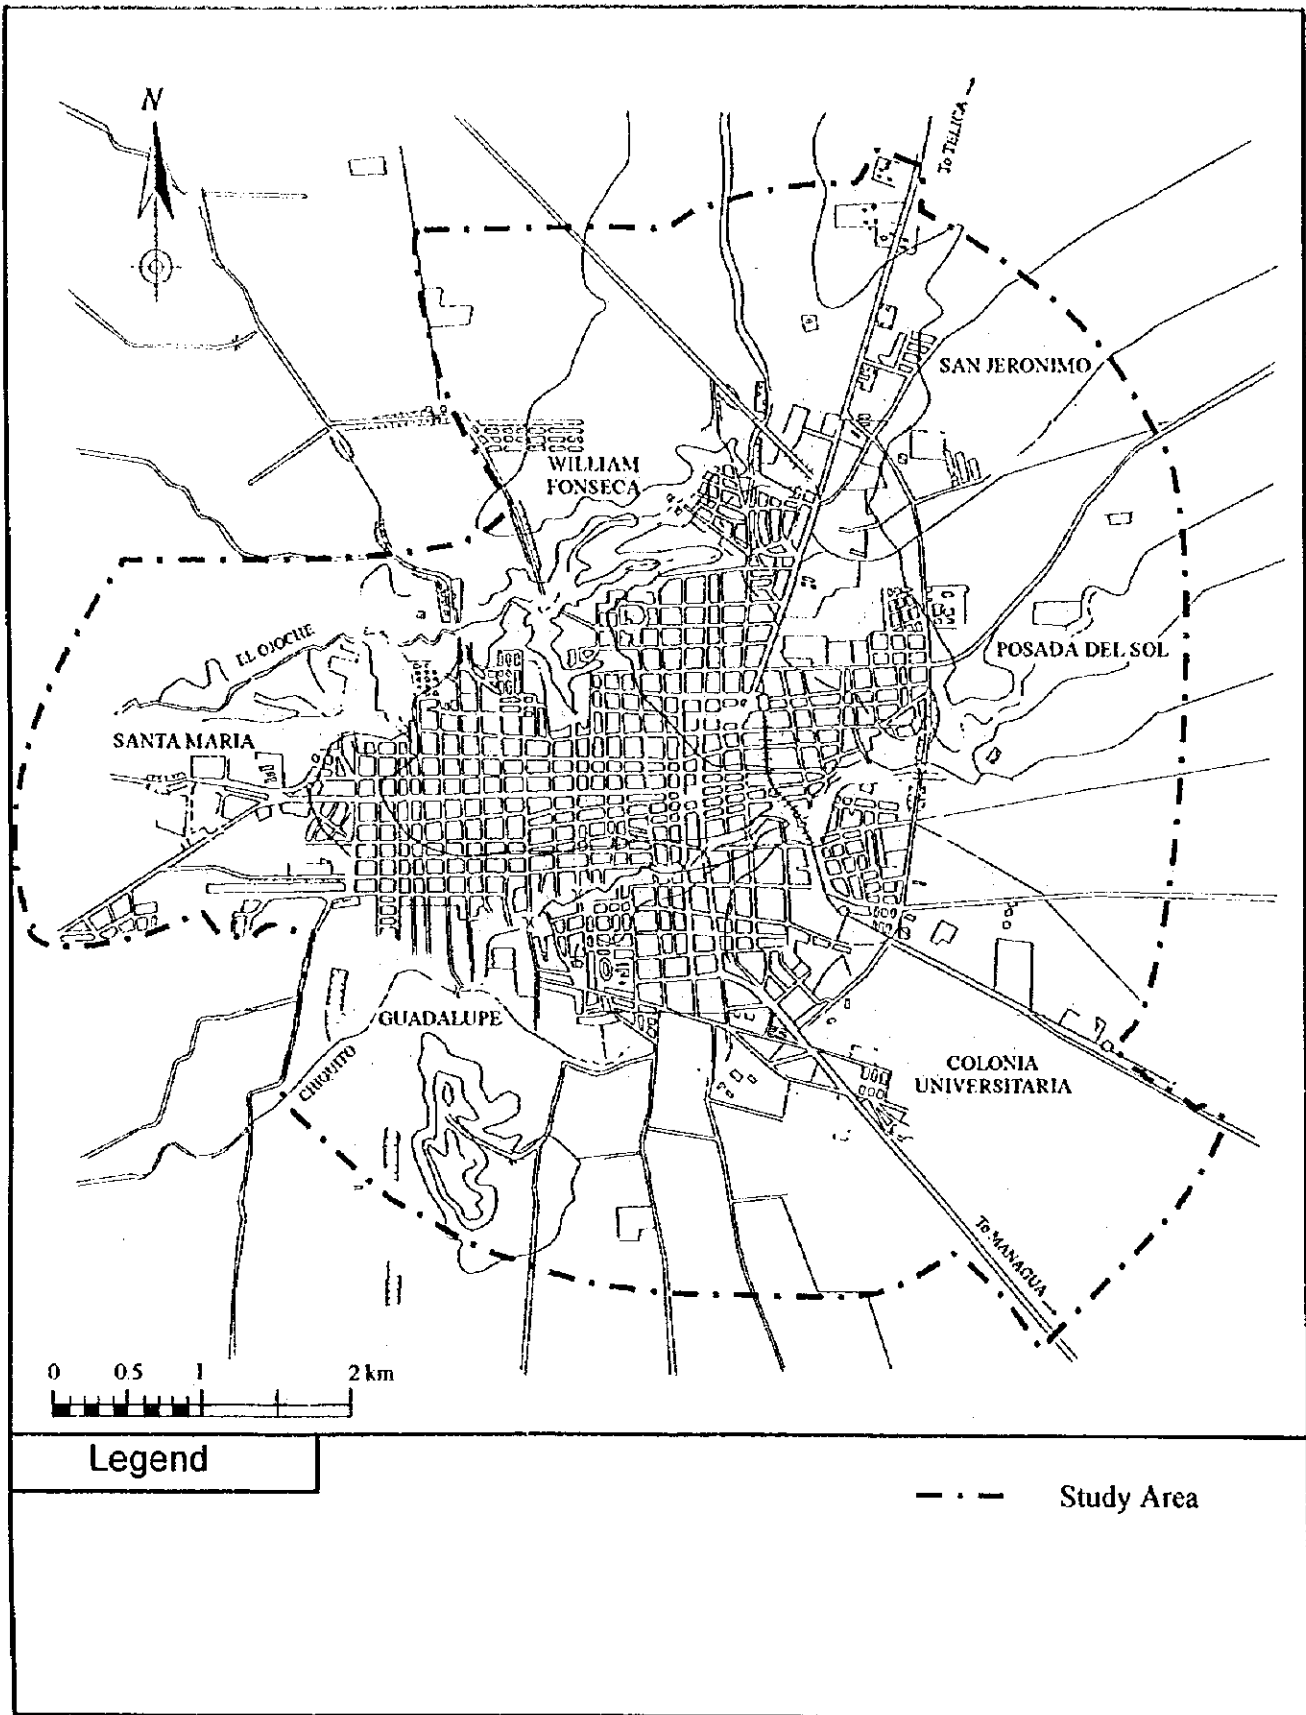 N
To TELICA
SAN JERONIMO
WILLIAM
FONSECA
EL OJOCHE
POSADA DEL SOL
SANTA MARIA
GUADALUPE
CHIQUITO
COLONIA
UNIVERSITARIA
To MANAGUA
0 0.5 1 2 km
Legend
Study Area